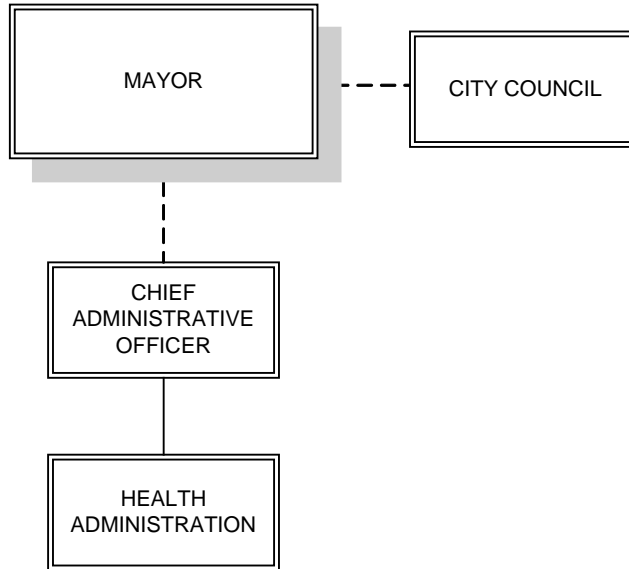 MAYOR
CITY COUNCIL
CHIEF
ADMINISTRATIVE
OFFICER
HEALTH
ADMINISTRATION